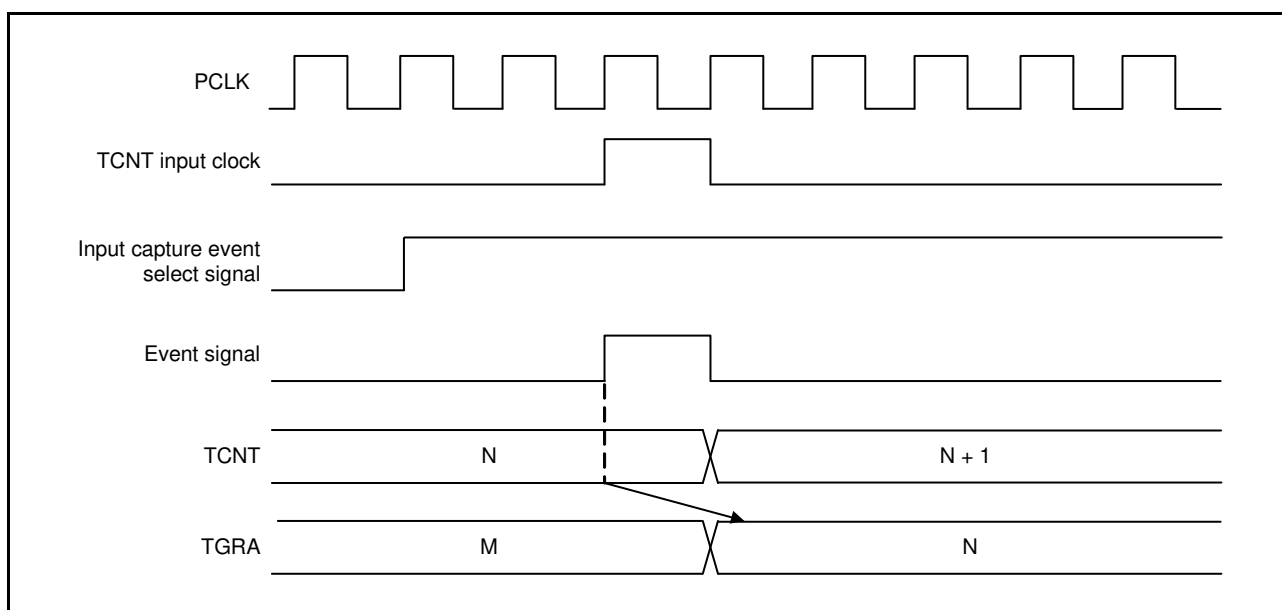 PCLK
TCNT input clock
Input capture event
select signal
Event signal
TCNT
N
N + 1
TGRA
M
N